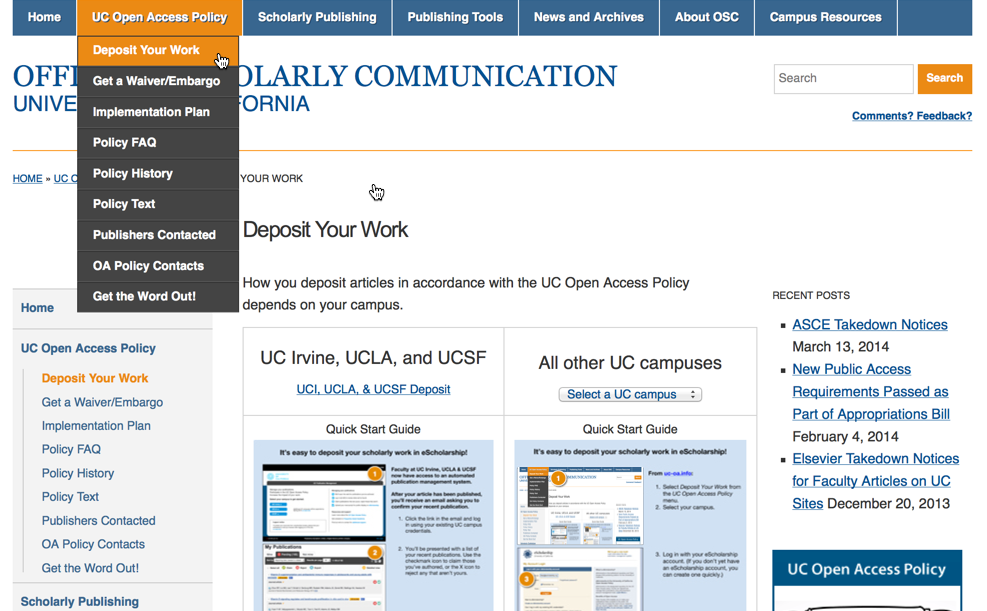 Home UC Open Access Policy Scholarly Publishing Publishing Tools News and Archives About OSC Campus Resources
Deposit Your Work
Get a Waiver/Embargo
Implementation Plan
Policy FAQ
Policy History
Policy Text
Publishers Contacted
OA Policy Contacts
Get the Word Out!
OFFI OLARLY COMMUNICATION
UNIVE FORNIA
Search Search
Comments? Feedback?
HOME » UC O YOUR WORK
Home
UC Open Access Policy
Deposit Your Work
Get a Waiver/Embargo
Implementation Plan
Policy FAQ
Policy History
Policy Text
Publishers Contacted
OA Policy Contacts
Get the Word Out!
Scholarly Publishing
Deposit Your Work
How you deposit articles in accordance with the UC Open Access Policy
depends on your campus.
UC Irvine, UCLA, and UCSF
UCI, UCLA, & UCSF Deposit
Quick Start Guide
It's easy to deposit your scholarly work in eScholarship!
1
Faculty at UC Irvine, UCLA & UCSF
now have access to an automated
publication management system.
After your article has been published,
you'll receive an email asking you to
confirm your recent publication.
1. Click the link in the email and log
in using your existing UC campus
credentials.
My Publications
2
2. You'll be presented with a list of
your recent publications. Use the
checkmark icon to claim those
you've authored, or the X icon to
reject any that aren't yours.
All other UC campuses
Select a UC campus
Quick Start Guide
It's easy to deposit your scholarly work in eScholarship!
1
From uc-oa.info:
1. Select Deposit Your Work from
the UC Open Access Policy
menu.
2. Select your campus.
3
3. Log in with your eScholarship
account. (If you don't yet have
an eScholarship account, you
can create one quickly.)
RECENT POSTS
ASCE Takedown Notices
March 13, 2014
New Public Access
Requirements Passed as
Part of Appropriations Bill
February 4, 2014
Elsevier Takedown Notices
for Faculty Articles on UC
Sites December 20, 2013
UC Open Access Policy